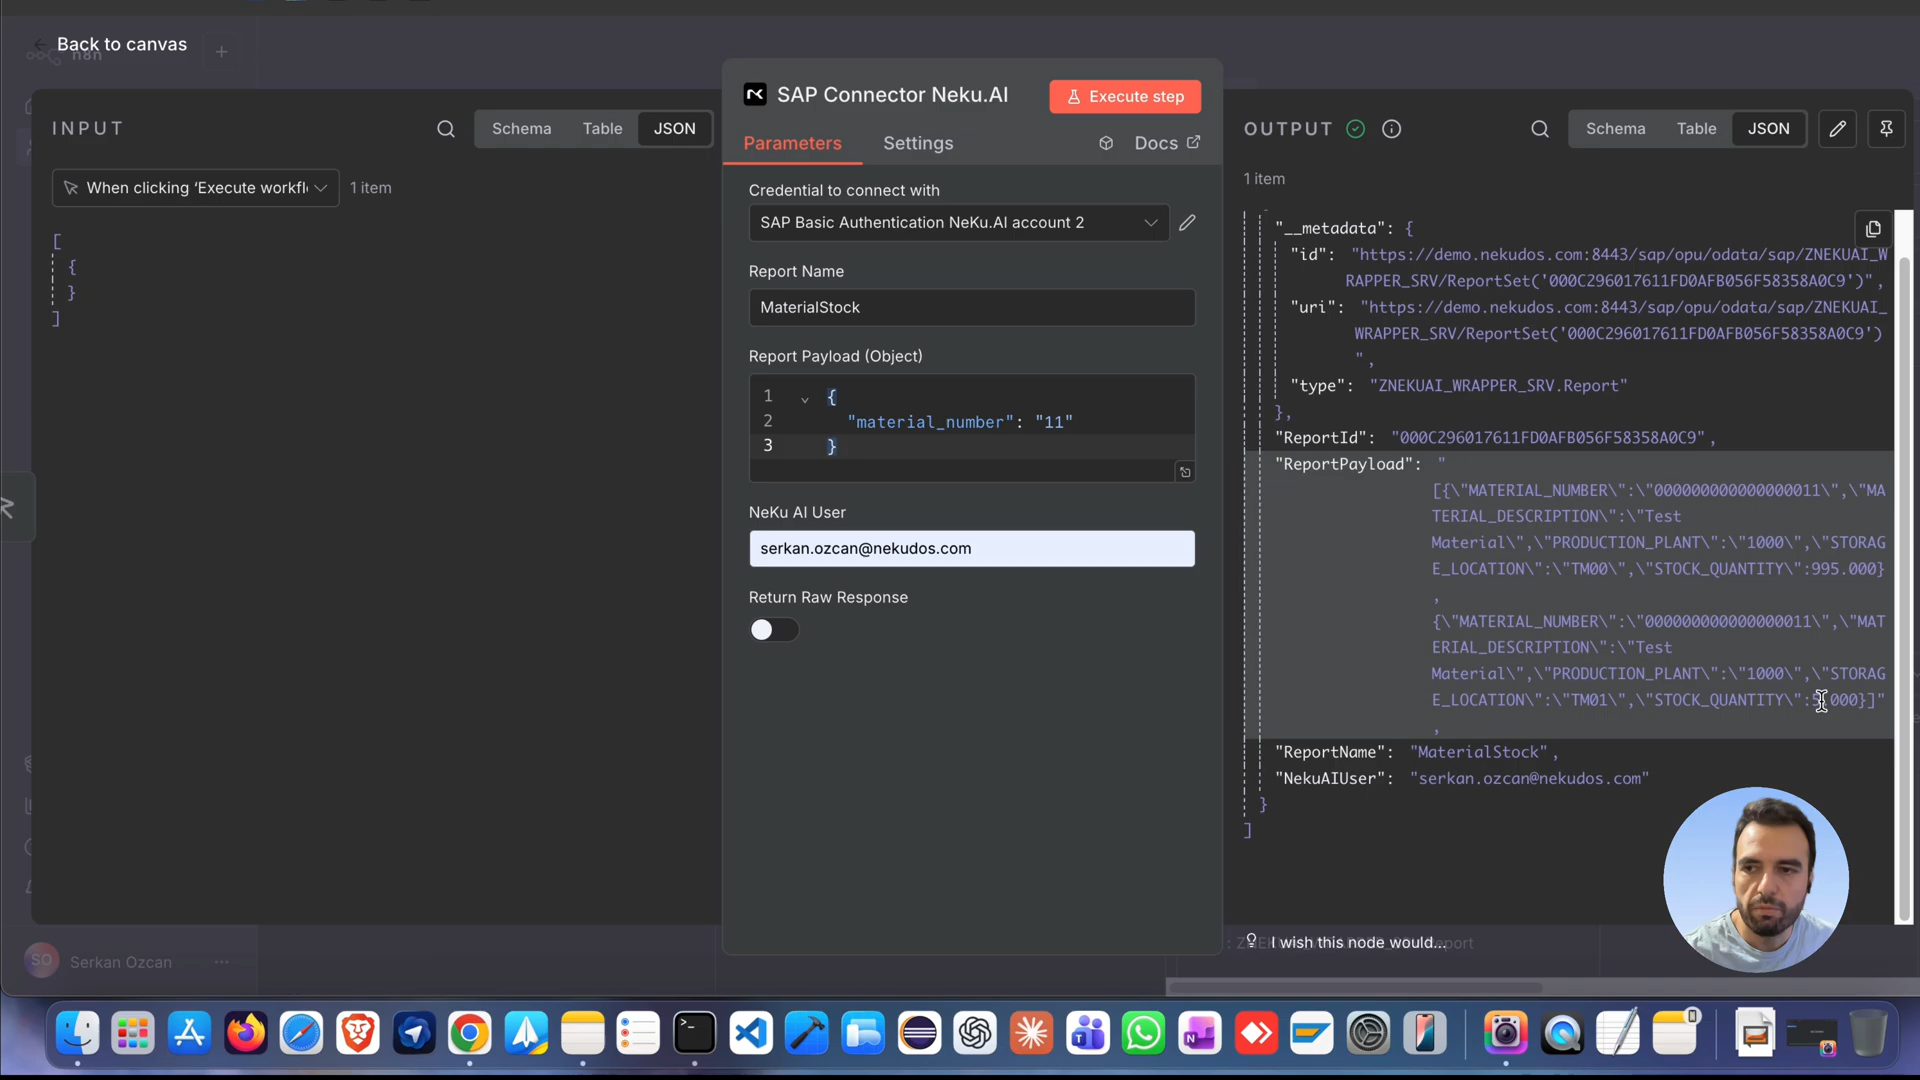 Back to canvas
n8n
INPUT
Schema
Table
JSON
When clicking ‘Execute workfl
1 item
[
{
}
]
SAP Connector Neku.AI
Execute step
Parameters
Settings
Docs
Credential to connect with
SAP Basic Authentication NeKu.AI account 2
Report Name
MaterialStock
Report Payload (Object)
1 {
2 "material_number": "11"
3 }
NeKu AI User
serkan.ozcan@nekudos.com
Return Raw Response
OUTPUT
Schema
Table
JSON
1 item
"__metadata": {
"id": "https://demo.nekudos.com:8443/sap/opu/odata/sap/ZNEKUAI_W
RAPPER_SRV/ReportSet('000C296017611FD0AFB056F58358A0C9')",
"uri": "https://demo.nekudos.com:8443/sap/opu/odata/sap/ZNEKUAI_
WRAPPER_SRV/ReportSet('000C296017611FD0AFB056F58358A0C9')
",
"type": "ZNEKUAI_WRAPPER_SRV.Report"
},
"ReportId": "000C296017611FD0AFB056F58358A0C9",
"ReportPayload": "
[{\"MATERIAL_NUMBER\":\"000000000000000011\",\"MA
TERIAL_DESCRIPTION\":\"Test
Material\",\"PRODUCTION_PLANT\":\"1000\",\"STORAG
E_LOCATION\":\"TM00\",\"STOCK_QUANTITY\":995.000}
,
{\"MATERIAL_NUMBER\":\"000000000000000011\",\"MAT
ERIAL_DESCRIPTION\":\"Test
Material\",\"PRODUCTION_PLANT\":\"1000\",\"STORAG
E_LOCATION\":\"TM01\",\"STOCK_QUANTITY\":5.000}]"
,
"ReportName": "MaterialStock",
"NekuAIUser": "serkan.ozcan@nekudos.com"
}
]
I wish this node would...
SO
Serkan Ozcan